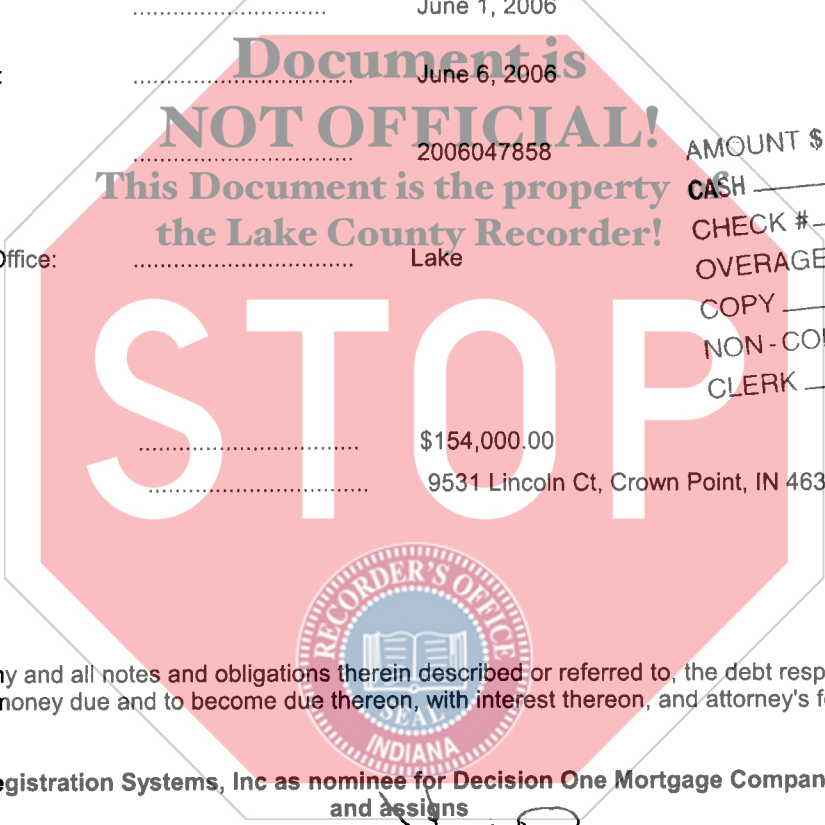 June 1, 2006
Document is
June 6, 2006
NOT OFFICIAL!
2006047858
AMOUNT $
This Document is the property of
CASH
the Lake County Recorder!
CHECK #
Office:
Lake
OVERAGE
COPY
STOP
NON-CO
CLERK
$154,000.00
9531 Lincoln Ct, Crown Point, IN 463
RECORDER'S OFFICE
ny and all notes and obligations therein described or referred to, the debt resp
money due and to become due thereon, with interest thereon, and attorney's f
SEAL
INDIANA
egistration Systems, Inc as nominee for Decision One Mortgage Compan
and assigns